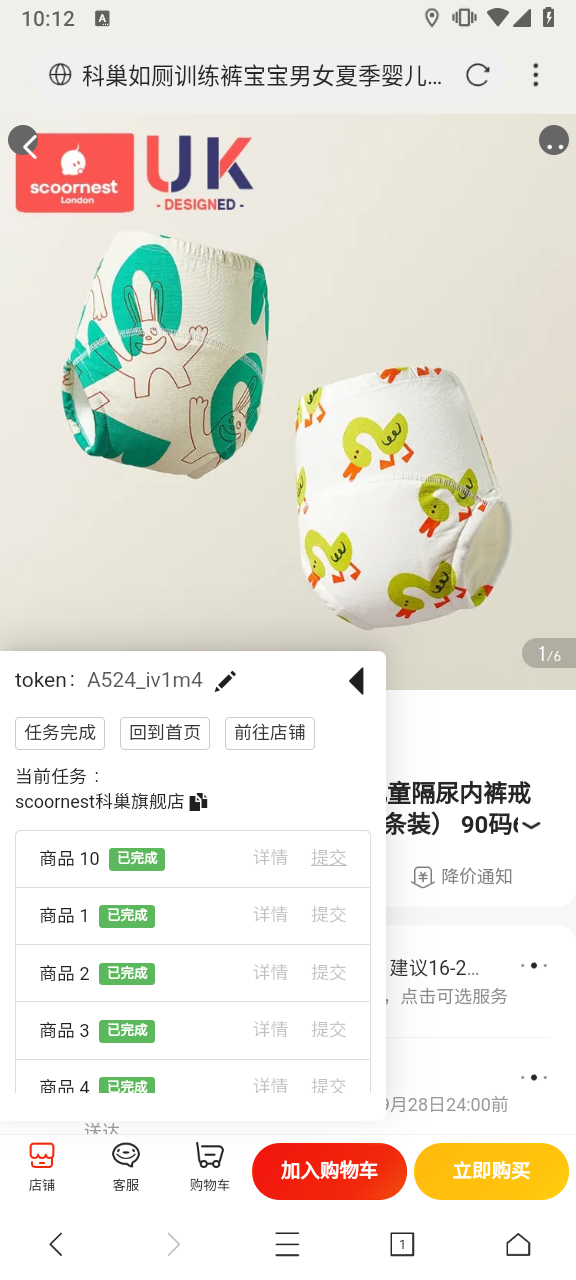 10:12
A
科巢如厕训练裤宝宝男女夏季婴儿...
scoornest
London
UK
- DESIGNED -
1/6
token: A524_iv1m4
任务完成 回到首页 前往店铺
当前任务：
scoornest科巢旗舰店
商品 10 已完成 详情 提交
商品 1 已完成 详情 提交
商品 2 已完成 详情 提交
商品 3 已完成 详情 提交
商品 4 已完成 详情 提交
童隔尿内裤戒
条装） 90码(
降价通知
建议16-2...
，点击可选服务
9月28日24:00前
送达
店铺 客服 购物车 加入购物车 立即购买
1